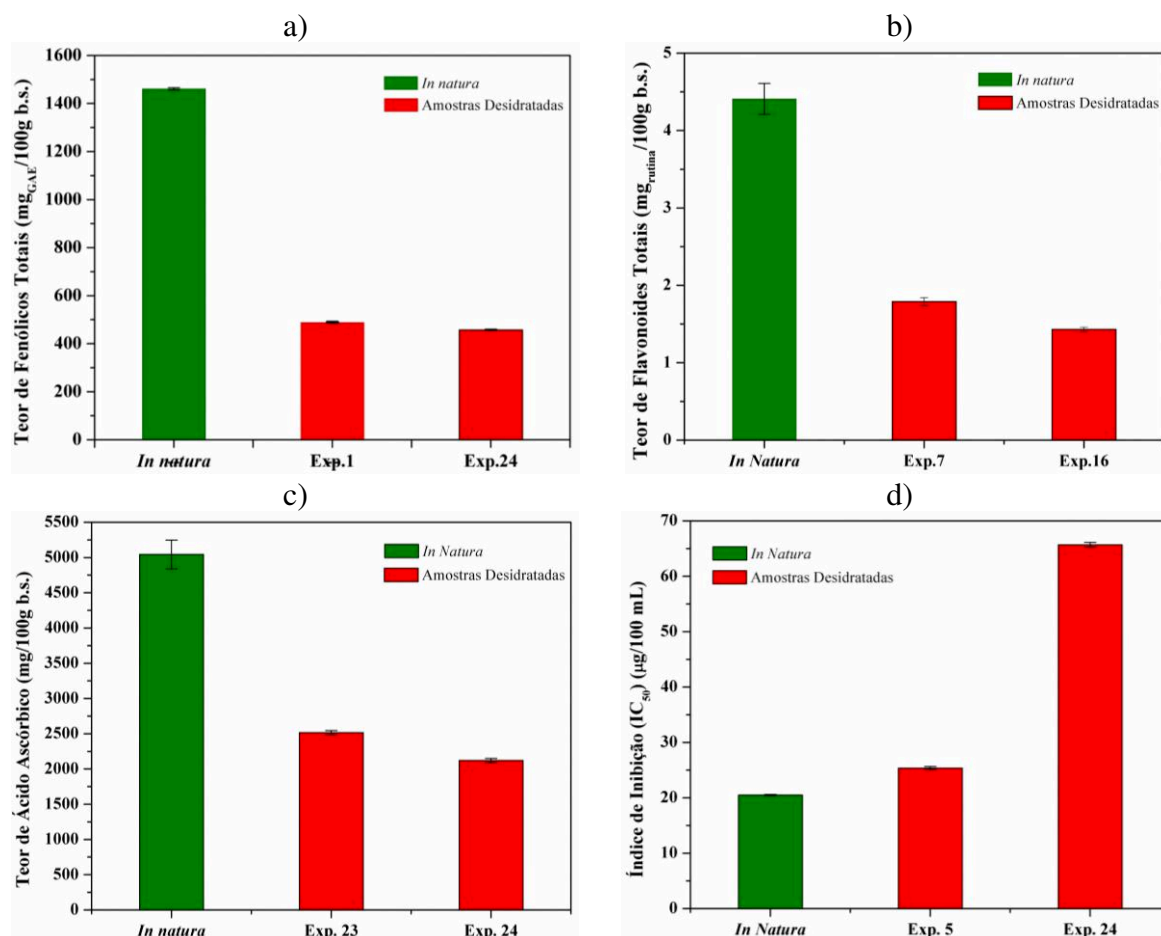 a)
Teor de Fenólicos Totais (mg_GAE/100g b.s.)
1600
1400
1200
1000
800
600
400
200
0
In natura
Amostras Desidratadas
In natura
Exp.1
Exp.24
b)
Teor de Flavonoides Totais (mg_rutina/100g b.s.)
5
4
3
2
1
0
In natura
Amostras Desidratadas
In Natura
Exp.7
Exp.16
c)
Teor de Ácido Ascórbico (mg/100g b.s.)
5500
5000
4500
4000
3500
3000
2500
2000
1500
1000
500
0
In Natura
Amostras Desidratadas
In natura
Exp. 23
Exp. 24
d)
Índice de Inibição (IC50) (µg/100 mL)
70
60
50
40
30
20
10
0
In Natura
Amostras Desidratadas
In Natura
Exp. 5
Exp. 24